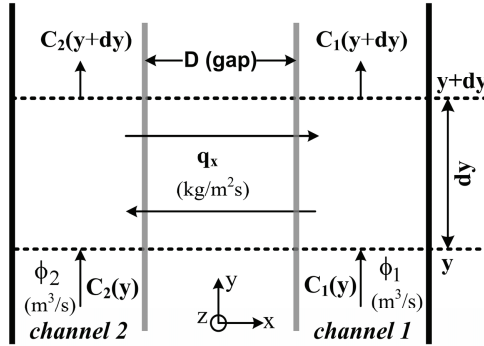 C₂(y+dy) C₁(y+dy)
D (gap)
y+dy
qₓ
(kg/m²s)
dy
y
ϕ₂ C₂(y) C₁(y) ϕ₁
(m³/s) (m³/s)
y
z x
channel 2 channel 1